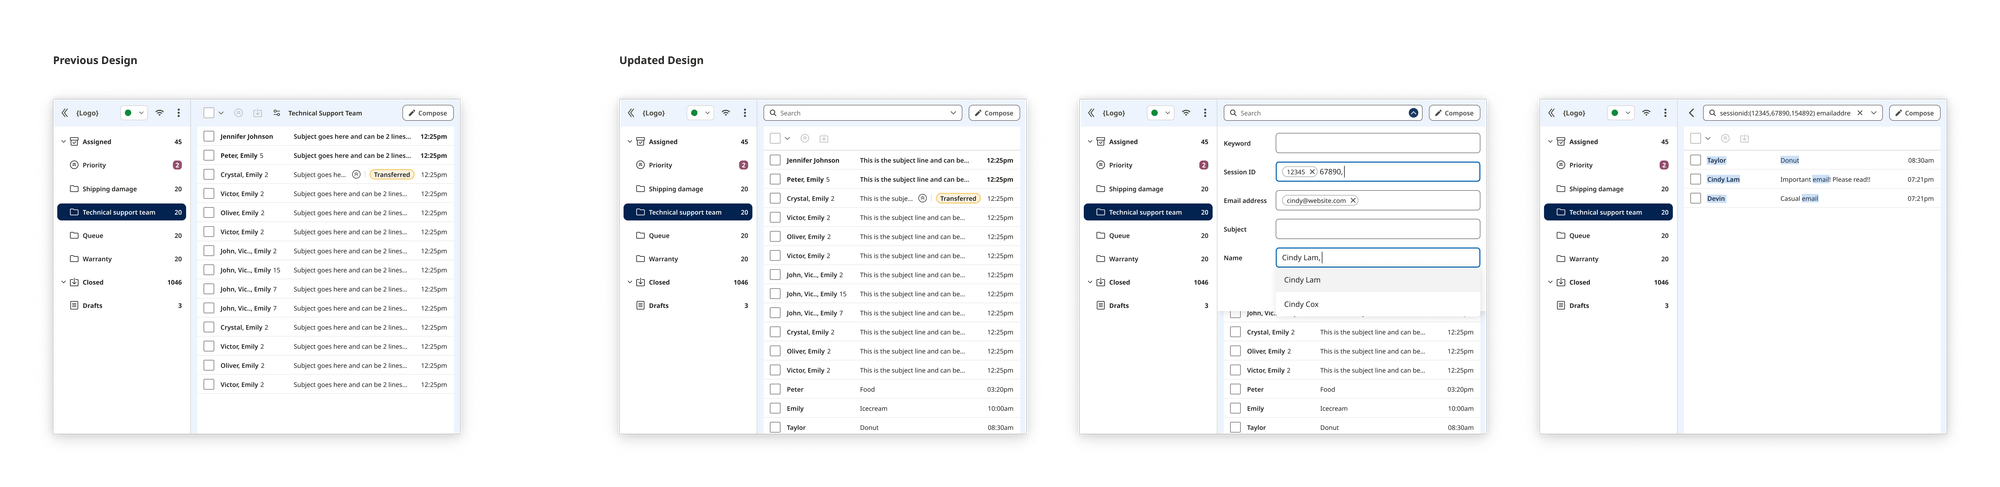 Previous Design
{Logo}
Technical Support Team
Compose
Assigned 45
Priority 2
Shipping damage 20
Technical support team 20
Queue 20
Warranty 20
Closed 1046
Drafts 3
Jennifer Johnson Subject goes here and can be 2 lines... 12:25pm
Peter, Emily 5 Subject goes here and can be 2 lines... 12:25pm
Crystal, Emily 2 Subject goes he... Transferred 12:25pm
Victor, Emily 2 Subject goes here and can be 2 lines... 12:25pm
Oliver, Emily 2 Subject goes here and can be 2 lines... 12:25pm
Victor, Emily 2 Subject goes here and can be 2 lines... 12:25pm
John, Vic..., Emily 2 Subject goes here and can be 2 lines... 12:25pm
John, Vic..., Emily 15 Subject goes here and can be 2 lines... 12:25pm
John, Vic..., Emily 7 Subject goes here and can be 2 lines... 12:25pm
John, Vic..., Emily 7 Subject goes here and can be 2 lines... 12:25pm
Crystal, Emily 2 Subject goes here and can be 2 lines... 12:25pm
Victor, Emily 2 Subject goes here and can be 2 lines... 12:25pm
Oliver, Emily 2 Subject goes here and can be 2 lines... 12:25pm
Victor, Emily 2 Subject goes here and can be 2 lines... 12:25pm
Updated Design
{Logo}
Search
Compose
Assigned 45
Priority 2
Shipping damage 20
Technical support team 20
Queue 20
Warranty 20
Closed 1046
Drafts 3
Jennifer Johnson This is the subject line and can be... 12:25pm
Peter, Emily 5 This is the subject line and can be... 12:25pm
Crystal, Emily 2 This is the subje... Transferred 12:25pm
Victor, Emily 2 This is the subject line and can be... 12:25pm
Oliver, Emily 2 This is the subject line and can be... 12:25pm
Victor, Emily 2 This is the subject line and can be... 12:25pm
John, Vic..., Emily 2 This is the subject line and can be... 12:25pm
John, Vic..., Emily 15 This is the subject line and can be... 12:25pm
John, Vic..., Emily 7 This is the subject line and can be... 12:25pm
Crystal, Emily 2 This is the subject line and can be... 12:25pm
Oliver, Emily 2 This is the subject line and can be... 12:25pm
Victor, Emily 2 This is the subject line and can be... 12:25pm
Peter Food 03:20pm
Emily Icecream 10:00am
Taylor Donut 08:30am
{Logo}
Search
Compose
Assigned 45
Priority 2
Shipping damage 20
Technical support team 20
Queue 20
Warranty 20
Closed 1046
Drafts 3
Keyword
Session ID 12345 67890,
Email address cindy@website.com
Subject
Name Cindy Lam,
Cindy Lam
Cindy Cox
John, Vic..., Emily 7 This is the subject line and can be... 12:25pm
Crystal, Emily 2 This is the subject line and can be... 12:25pm
Oliver, Emily 2 This is the subject line and can be... 12:25pm
Victor, Emily 2 This is the subject line and can be... 12:25pm
Peter Food 03:20pm
Emily Icecream 10:00am
Taylor Donut 08:30am
{Logo}
sessionid:(12345,67890,154892) emailaddre
Compose
Assigned 45
Priority 2
Shipping damage 20
Technical support team 20
Queue 20
Warranty 20
Closed 1046
Drafts 3
Taylor Donut 08:30am
Cindy Lam Important email! Please read!! 07:21pm
Devin Casual email 07:21pm